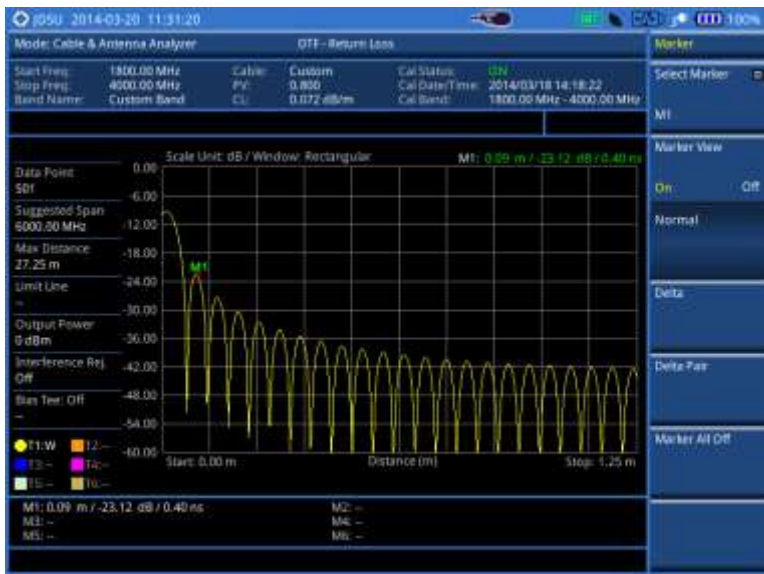 JDSU 2014-03-20 11:31:20
100%
Mode: Cable & Antenna Analyzer
DTF - Return Loss
Marker
Start Freq: 1800.00 MHz Cable: Custom Cal Status: ON
Stop Freq: 4000.00 MHz PV: 0.800 Cal Date/Time: 2014/03/18 14:18:22
Band Name: Custom Band CL: 0.072 dB/m Cal Band: 1800.00 MHz - 4000.00 MHz
Select Marker
M1
Marker View
On Off
Normal
Delta
Delta Pair
Marker All Off
Scale Unit: dB / Window: Rectangular M1: 0.09 m / -23.12 dB / 0.40 ns
Data Point
501
Suggested Span
6000.00 MHz
Max Distance
27.25 m
Limit Line
--
Output Power
0 dBm
Interference Rej.
Off
Bias Tee: Off
--
T1:W T2:--
T3:-- T4:--
T5:-- T6:--
0.00
-6.00
-12.00
-18.00
-24.00
-30.00
-36.00
-42.00
-48.00
-54.00
-60.00
M1
Start: 0.00 m Distance (m) Stop: 1.25 m
M1: 0.09 m / -23.12 dB / 0.40 ns M2: --
M3: -- M4: --
M5: -- M6: --